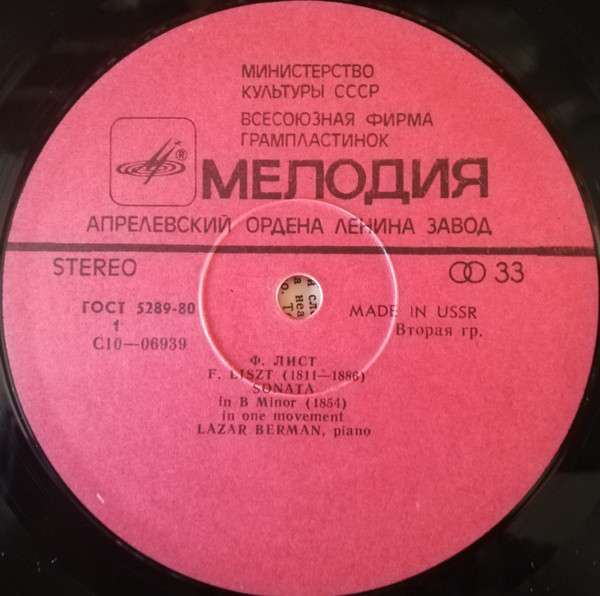 МИНИСТЕРСТВО
КУЛЬТУРЫ СССР
ВСЕСОЮЗНАЯ ФИРМА
ГРАМПЛАСТИНОК
®
МЕЛОДИЯ
АПРЕЛЕВСКИЙ ОРДЕНА ЛЕНИНА ЗАВОД
STEREO
33
ГОСТ 5289-80
MADE IN USSR
1
Вторая гр.
С10—06939
Ф. ЛИСТ
F. LISZT (1811—1886)
SONATA
in B Minor (1854)
in one movement
LAZAR BERMAN, piano